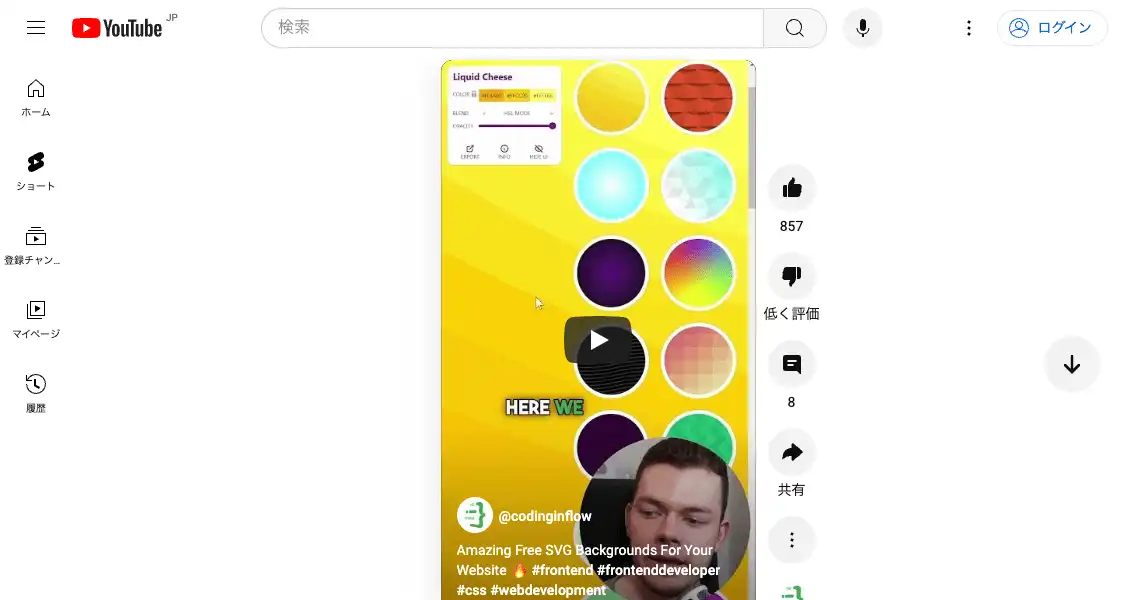 YouTube JP
検索
ログイン
ホーム
ショート
登録チャン...
マイページ
履歴
Liquid Cheese
COLOR
BLEND
HSL MODE
OPACITY
EXPORT
INFO
HIDE UI
HERE WE
@codinginflow
Amazing Free SVG Backgrounds For Your
Website 🔥 #frontend #frontenddeveloper
#css #webdevelopment
857
低く評価
8
共有